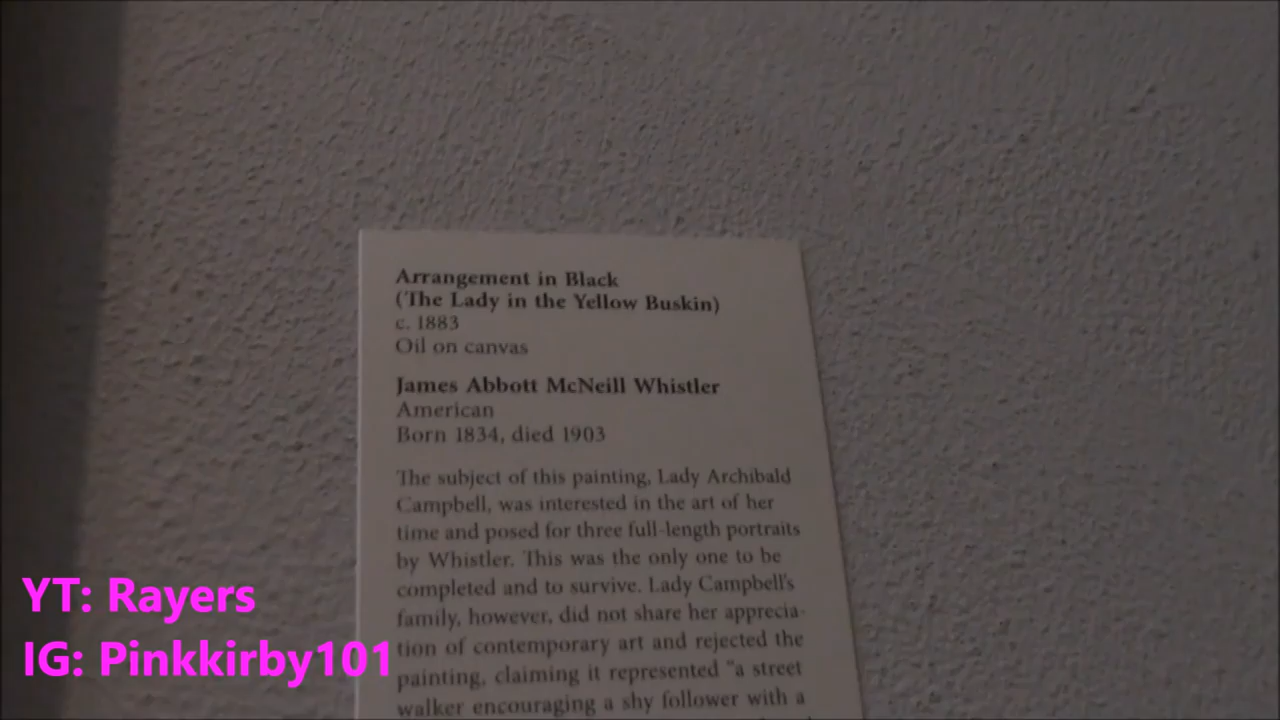 Arrangement in Black
(The Lady in the Yellow Buskin)
c. 1883
Oil on canvas
James Abbott McNeill Whistler
American
Born 1834, died 1903
The subject of this painting, Lady Archibald
Campbell, was interested in the art of her
time and posed for three full-length portraits
by Whistler. This was the only one to be
completed and to survive. Lady Campbell's
family, however, did not share her apprecia-
tion of contemporary art and rejected the
painting, claiming it represented "a street
walker encouraging a shy follower with a
YT: Rayers
IG: Pinkkirby101